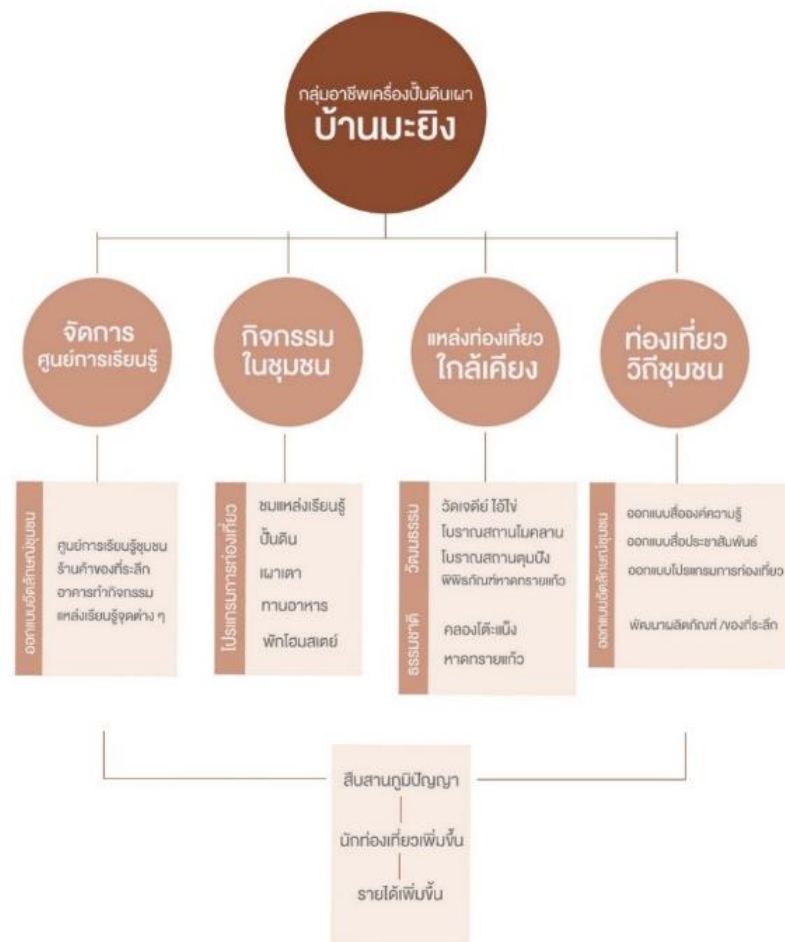 กลุ่มอาชีพเครื่องปั้นดินเผา
บ้านมะยิง
จัดการ
ศูนย์การเรียนรู้
กิจกรรม
ในชุมชน
แหล่งท่องเที่ยว
ใกล้เคียง
ท่องเที่ยว
วิถีชุมชน
ออกแบบอัตลักษณ์ชุมชน
ศูนย์การเรียนรู้ชุมชน
ร้านค้าของที่ระลึก
อาคารทำกิจกรรม
แหล่งเรียนรู้จุดต่าง ๆ
โปรแกรมการท่องเที่ยว
ชมแหล่งเรียนรู้
ปั้นดิน
เผาเตา
ทานอาหาร
พักโฮมสเตย์
วัฒนธรรม
วัดเจดีย์ ไอ้ไข่
โบราณสถานโมคลาน
โบราณสถานตุมปัง
พิพิธภัณฑ์หาดทรายแก้ว
ธรรมชาติ
คลองโต๊ะแน็ง
หาดทรายแก้ว
ออกแบบอัตลักษณ์ชุมชน
ออกแบบสื่อองค์ความรู้
ออกแบบสื่อประชาสัมพันธ์
ออกแบบโปรแกรมการท่องเที่ยว
พัฒนาผลิตภัณฑ์ /ของที่ระลึก
สืบสานภูมิปัญญา
นักท่องเที่ยวเพิ่มขึ้น
รายได้เพิ่มขึ้น